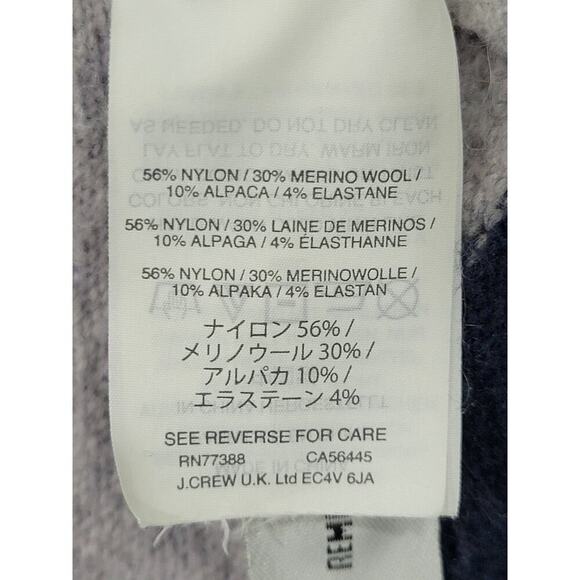 56% NYLON / 30% MERINO WOOL /
10% ALPACA / 4% ELASTANE
56% NYLON / 30% LAINE DE MERINOS /
10% ALPAGA / 4% ÉLASTHANNE
56% NYLON / 30% MERINOWOLLE /
10% ALPAKA / 4% ELASTAN
ナイロン 56% /
メリノウール 30% /
アルパカ 10% /
エラステーン 4%
SEE REVERSE FOR CARE
RN77388 CA56445
J.CREW U.K. Ltd EC4V 6JA